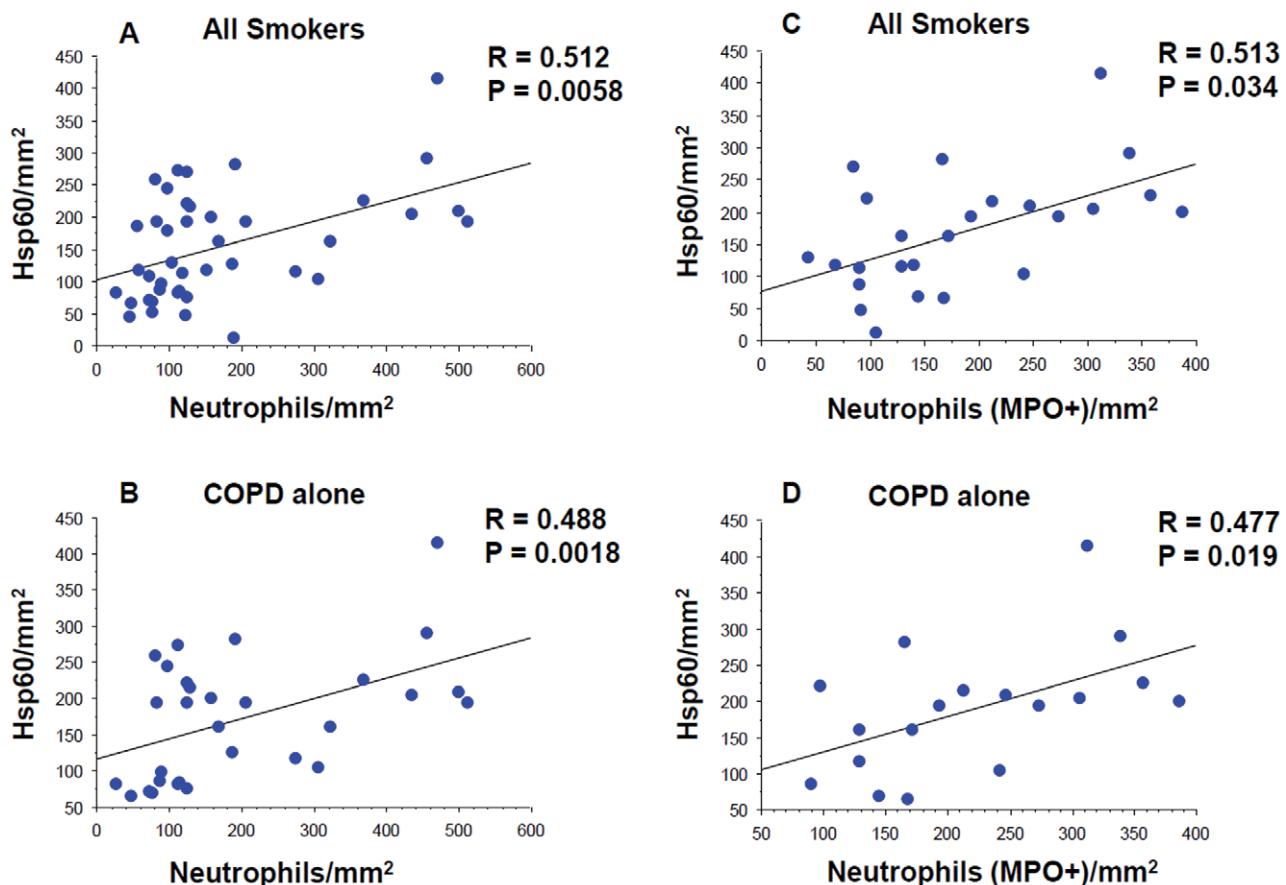 A All Smokers
R = 0.512
P = 0.0058
450
400
350
300
250
200
150
100
50
0
Hsp60/mm²
0 100 200 300 400 500 600
Neutrophils/mm²
C All Smokers
R = 0.513
P = 0.034
450
400
350
300
250
200
150
100
50
0
Hsp60/mm²
0 50 100 150 200 250 300 350 400
Neutrophils (MPO+)/mm²
B COPD alone
R = 0.488
P = 0.0018
450
400
350
300
250
200
150
100
50
Hsp60/mm²
0 100 200 300 400 500 600
Neutrophils/mm²
D COPD alone
R = 0.477
P = 0.019
450
400
350
300
250
200
150
100
50
Hsp60/mm²
50 100 150 200 250 300 350 400
Neutrophils (MPO+)/mm²